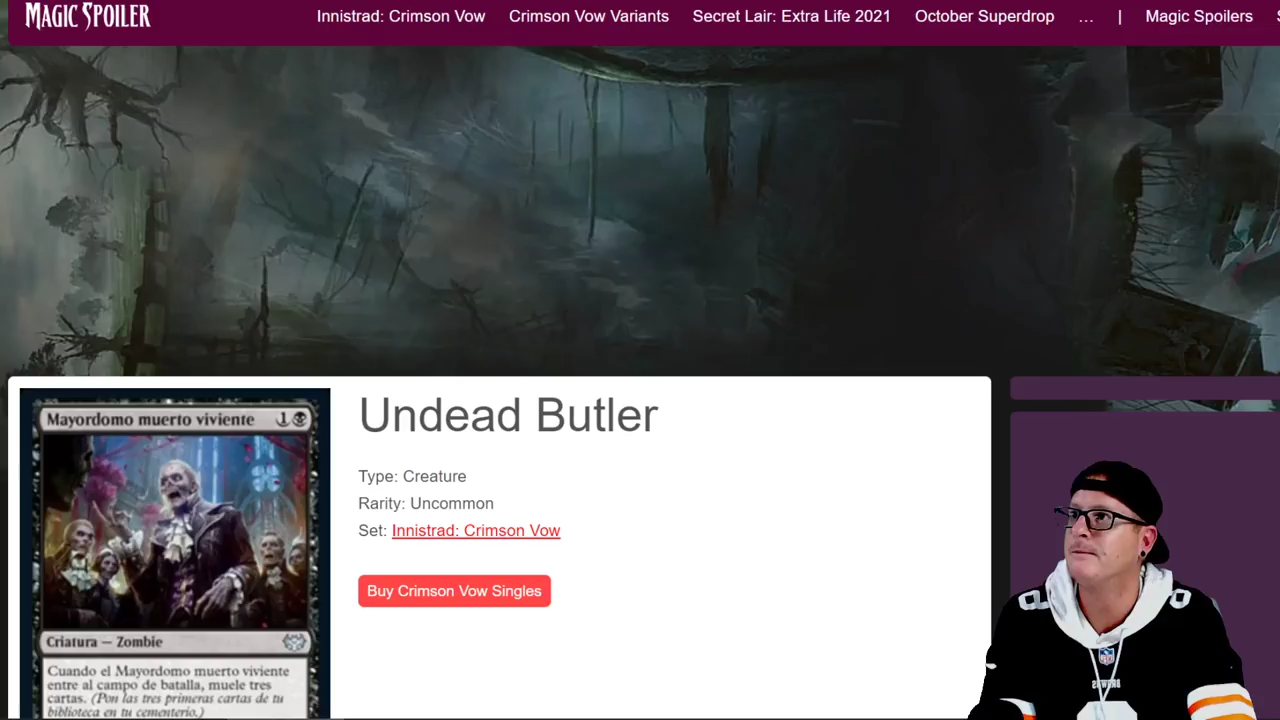 MAGIC SPOILER
Innistrad: Crimson Vow Crimson Vow Variants Secret Lair: Extra Life 2021 October Superdrop ... | Magic Spoilers
Undead Butler
Type: Creature
Rarity: Uncommon
Set: Innistrad: Crimson Vow
Buy Crimson Vow Singles
Mayordomo muerto viviente 1
Criatura — Zombie
Cuando el Mayordomo muerto viviente
entre al campo de batalla, muele tres
cartas. (Pon las tres primeras cartas de tu
biblioteca en tu cementerio.)
BROWNS